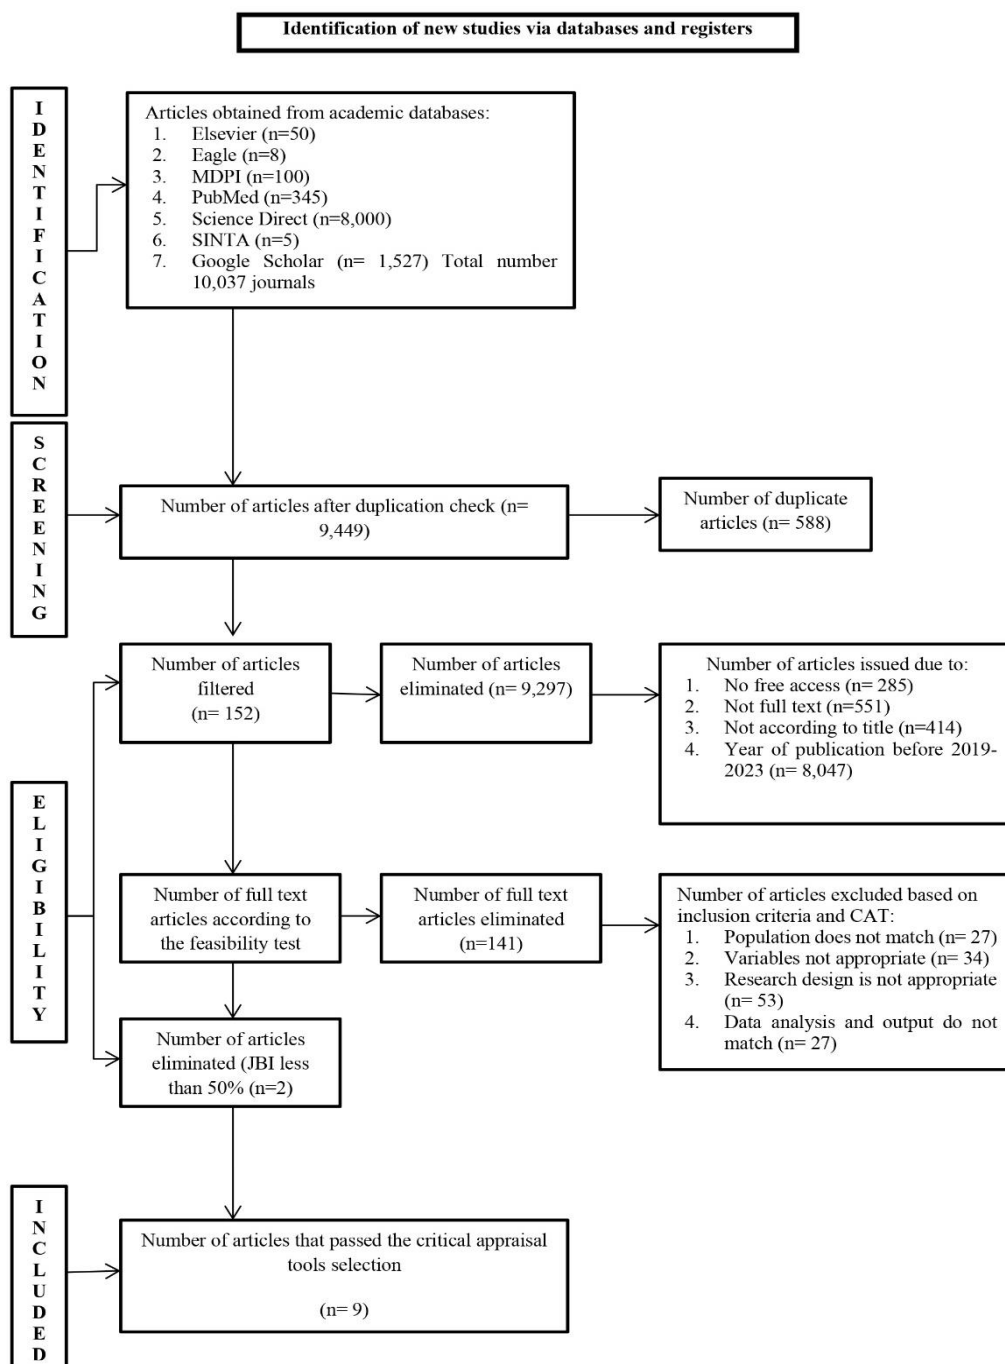 Identification of new studies via databases and registers
IDENTIFICATION
Articles obtained from academic databases:
1. Elsevier (n=50)
2. Eagle (n=8)
3. MDPI (n=100)
4. PubMed (n=345)
5. Science Direct (n=8,000)
6. SINTA (n=5)
7. Google Scholar (n= 1,527) Total number
10,037 journals
SCREENING
Number of articles after duplication check (n=
9,449)
Number of duplicate
articles (n= 588)
ELIGIBILITY
Number of articles
filtered
(n= 152)
Number of articles
eliminated (n= 9,297)
Number of articles issued due to:
1. No free access (n= 285)
2. Not full text (n=551)
3. Not according to title (n=414)
4. Year of publication before 2019-
2023 (n= 8,047)
Number of full text
articles according to
the feasibility test
Number of full text
articles eliminated
(n=141)
Number of articles excluded based on
inclusion criteria and CAT:
1. Population does not match (n= 27)
2. Variables not appropriate (n= 34)
3. Research design is not appropriate
(n= 53)
4. Data analysis and output do not
match (n= 27)
Number of articles
eliminated (JBI less
than 50% (n=2)
INCLUDED
Number of articles that passed the critical appraisal
tools selection
(n= 9)